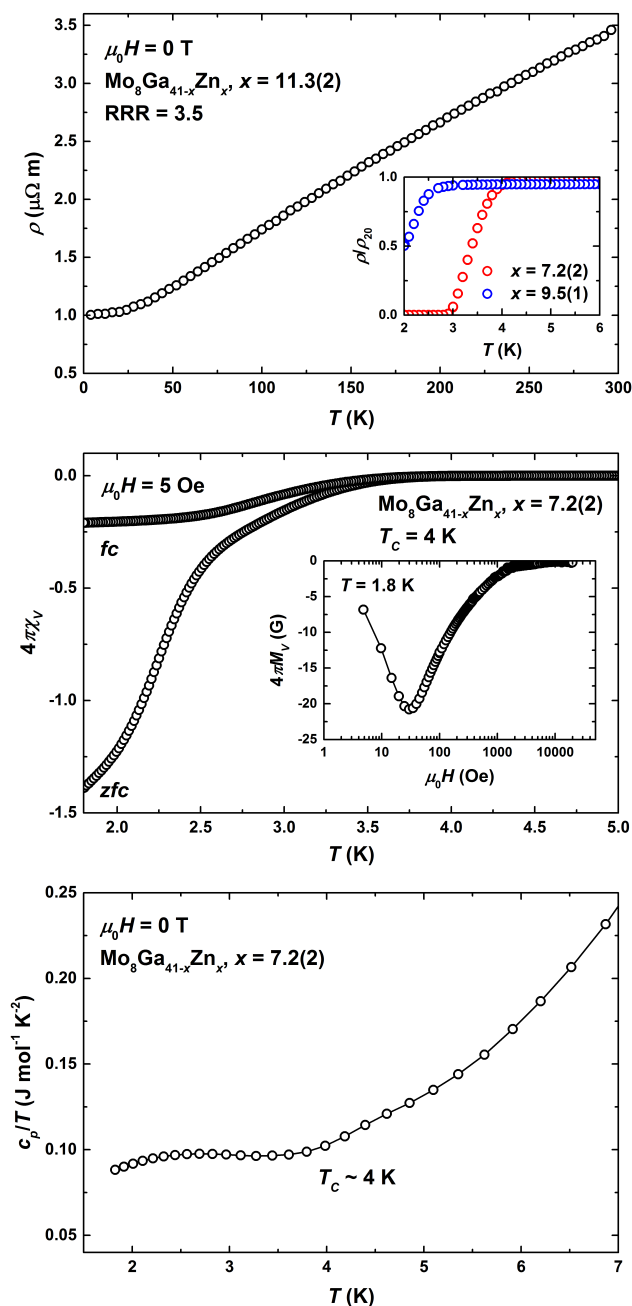 3.5
3.0
2.5
2.0
1.5
1.0
0.5
ρ (μΩ m)
μ₀H = 0 T
Mo₈Ga₄₁₋ₓZnₓ, x = 11.3(2)
RRR = 3.5
1.0
0.5
0.0
ρ/ρ₂₀
x = 7.2(2)
x = 9.5(1)
2 3 4 5 6
T (K)
0 50 100 150 200 250 300
T (K)
0.0
-0.5
-1.0
-1.5
4πχ_V
μ₀H = 5 Oe
fc
zfc
Mo₈Ga₄₁₋ₓZnₓ, x = 7.2(2)
T_C = 4 K
0
-5
-10
-15
-20
-25
4πM_V (G)
T = 1.8 K
1 10 100 1000 10000
μ₀H (Oe)
2.0 2.5 3.0 3.5 4.0 4.5 5.0
T (K)
0.25
0.20
0.15
0.10
0.05
c_p/T (J mol⁻¹ K⁻²)
μ₀H = 0 T
Mo₈Ga₄₁₋ₓZnₓ, x = 7.2(2)
T_C ~ 4 K
2 3 4 5 6 7
T (K)